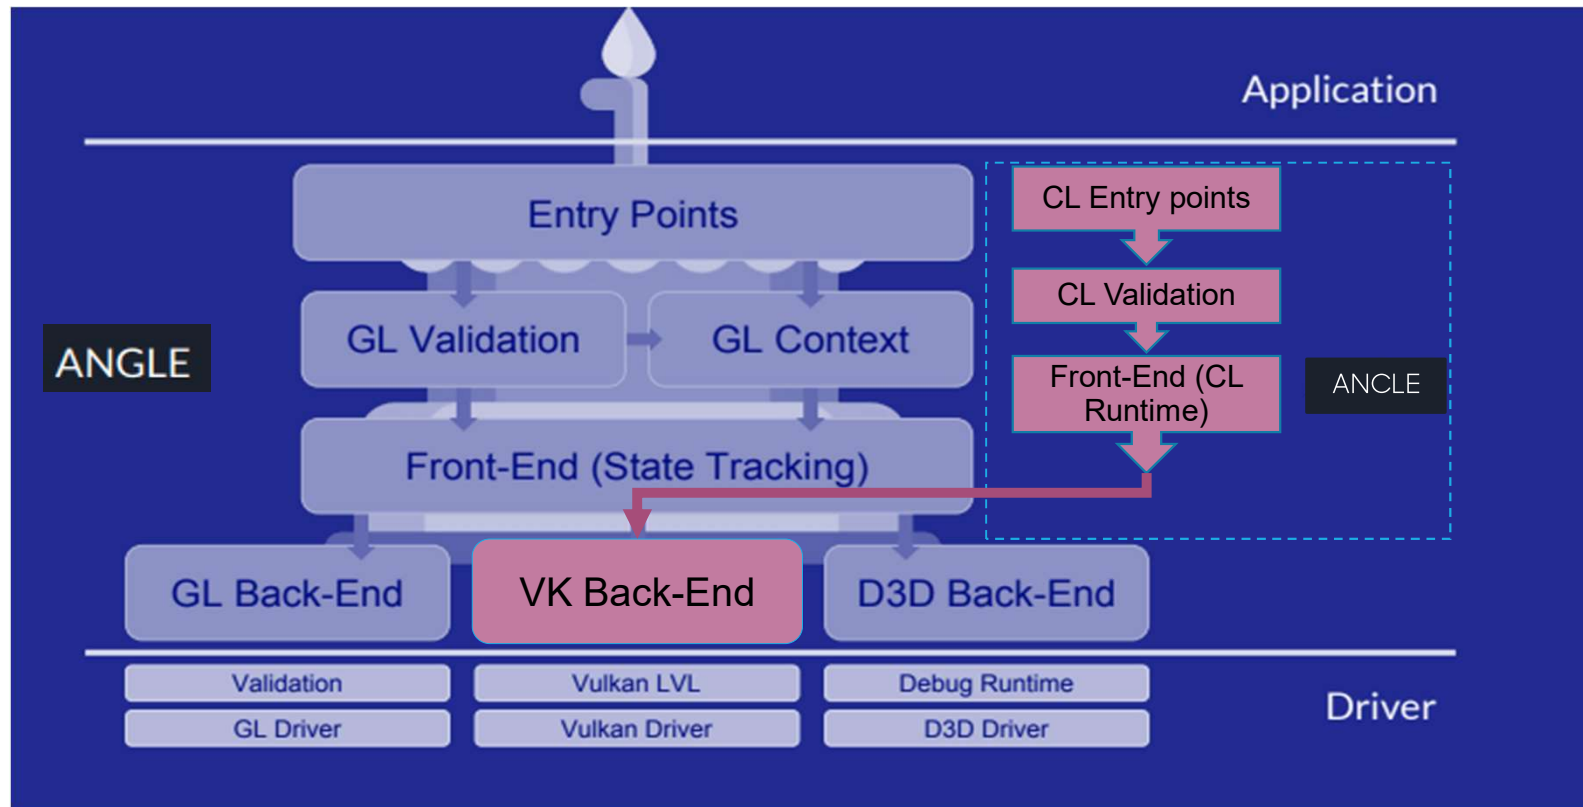 Application
Entry Points
CL Entry points
GL Validation
GL Context
CL Validation
ANGLE
Front-End (CL
Runtime)
ANCLE
Front-End (State Tracking)
GL Back-End
VK Back-End
D3D Back-End
Validation
Vulkan LVL
Debug Runtime
Driver
GL Driver
Vulkan Driver
D3D Driver